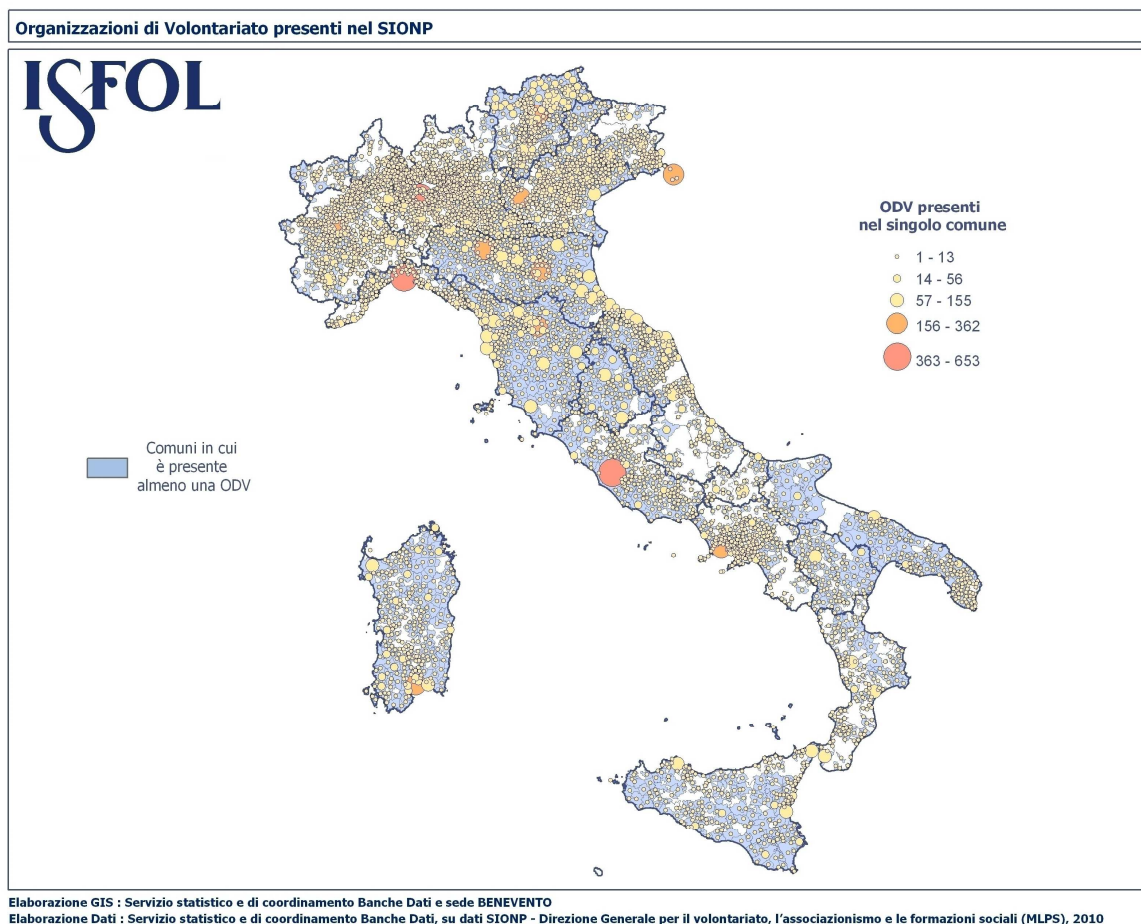 Organizzazioni di Volontariato presenti nel SIONP
ISFOL
ODV presenti
nel singolo comune
1 - 13
14 - 56
57 - 155
156 - 362
363 - 653
Comuni in cui
è presente
almeno una ODV
Elaborazione GIS : Servizio statistico e di coordinamento Banche Dati e sede BENEVENTO
Elaborazione Dati : Servizio statistico e di coordinamento Banche Dati, su dati SIONP - Direzione Generale per il volontariato, l'associazionismo e le formazioni sociali (MLPS), 2010